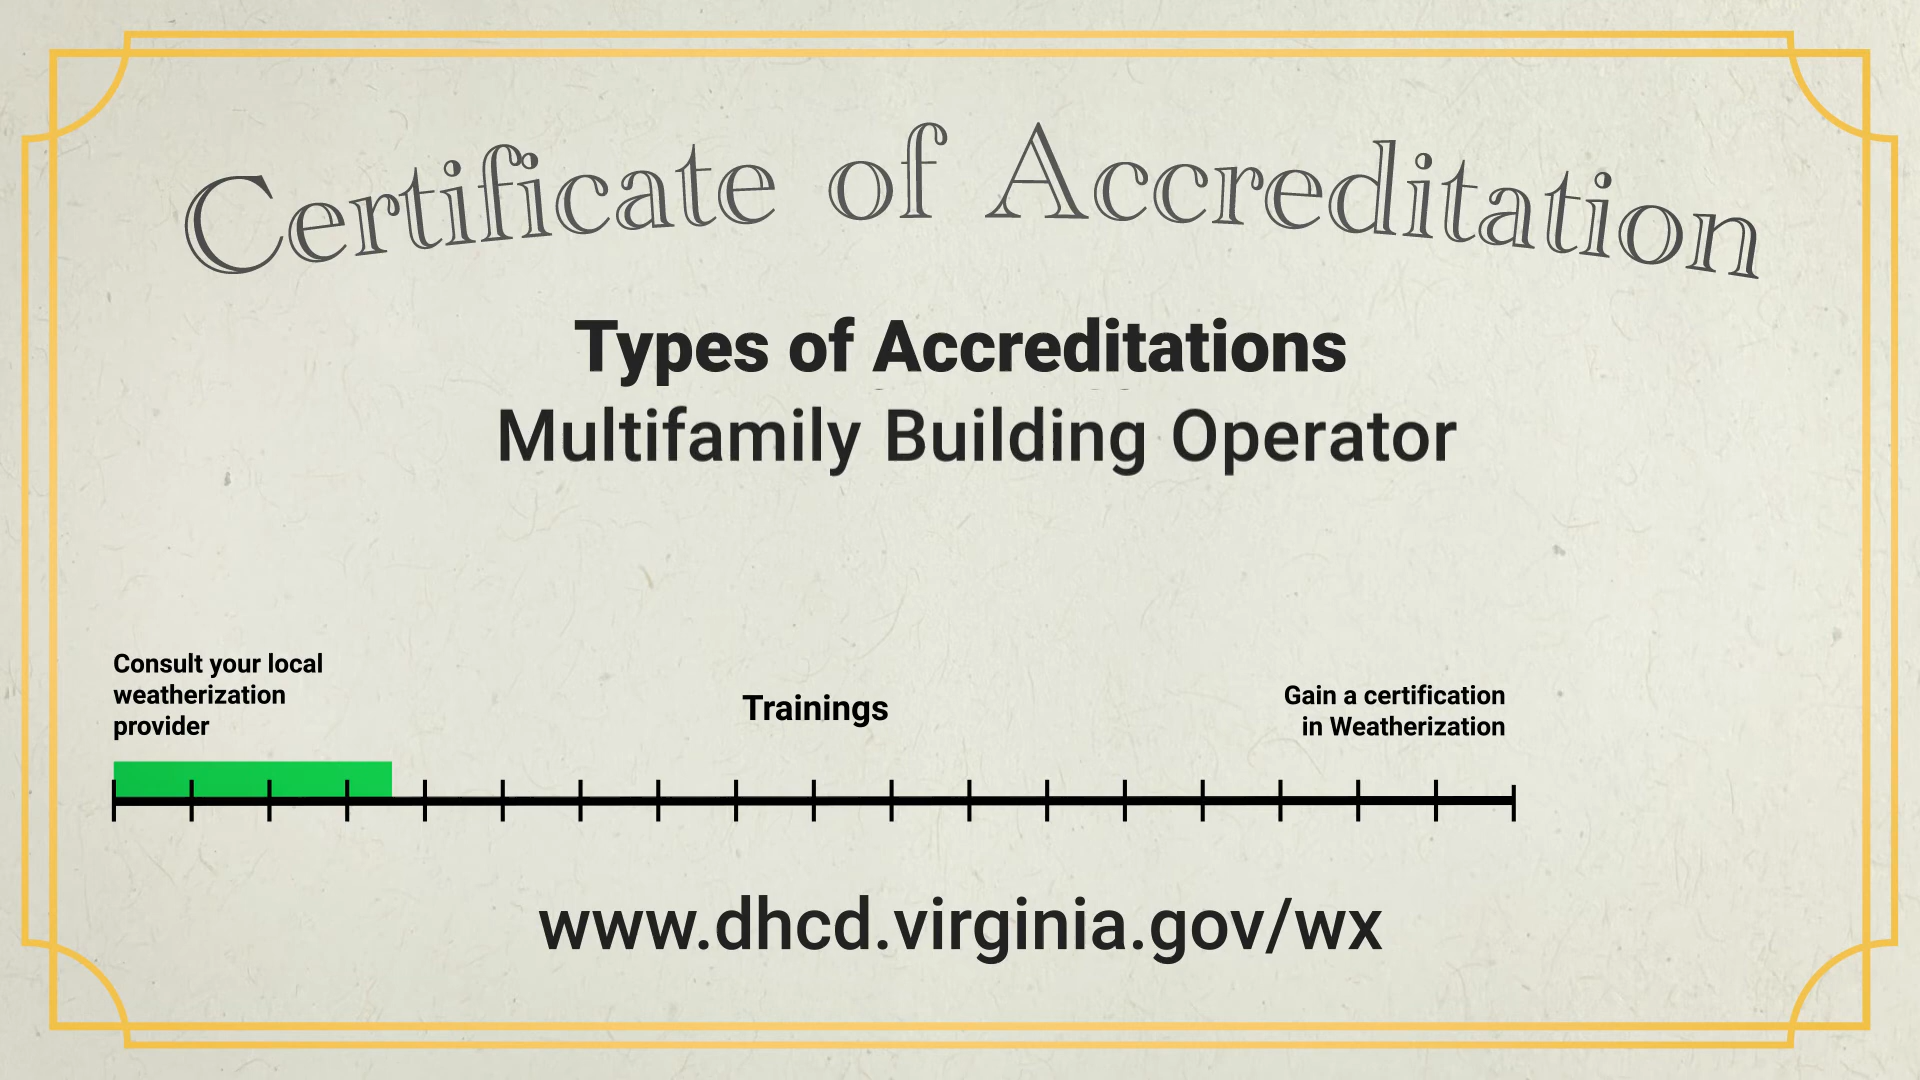 Certificate of Accreditation
Types of Accreditations
Multifamily Building Operator
Consult your local
weatherization
provider
Trainings
Gain a certification
in Weatherization
www.dhcd.virginia.gov/wx